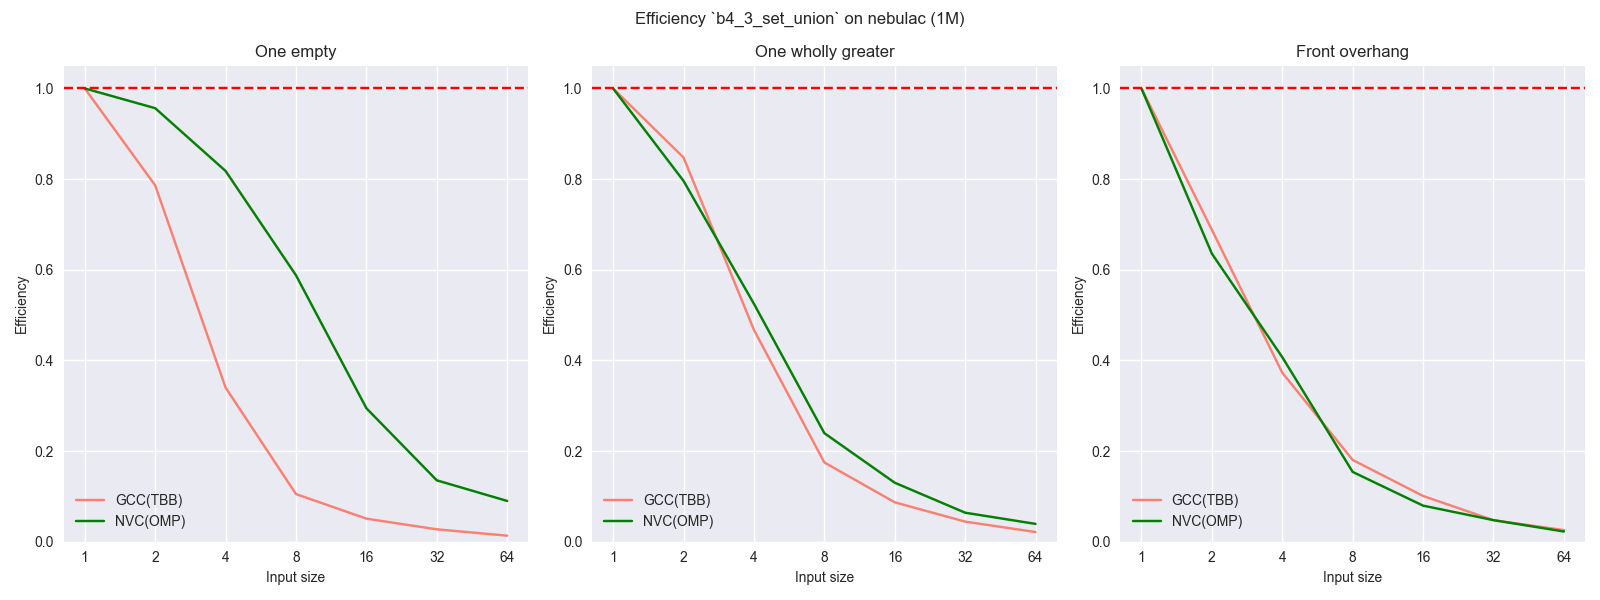 Efficiency `b4_3_set_union` on nebulac (1M)
One empty
1.0
0.8
0.6
0.4
0.2
0.0
Efficiency
GCC(TBB)
NVC(OMP)
1 2 4 8 16 32 64
Input size
One wholly greater
1.0
0.8
0.6
0.4
0.2
0.0
Efficiency
GCC(TBB)
NVC(OMP)
1 2 4 8 16 32 64
Input size
Front overhang
1.0
0.8
0.6
0.4
0.2
0.0
Efficiency
GCC(TBB)
NVC(OMP)
1 2 4 8 16 32 64
Input size